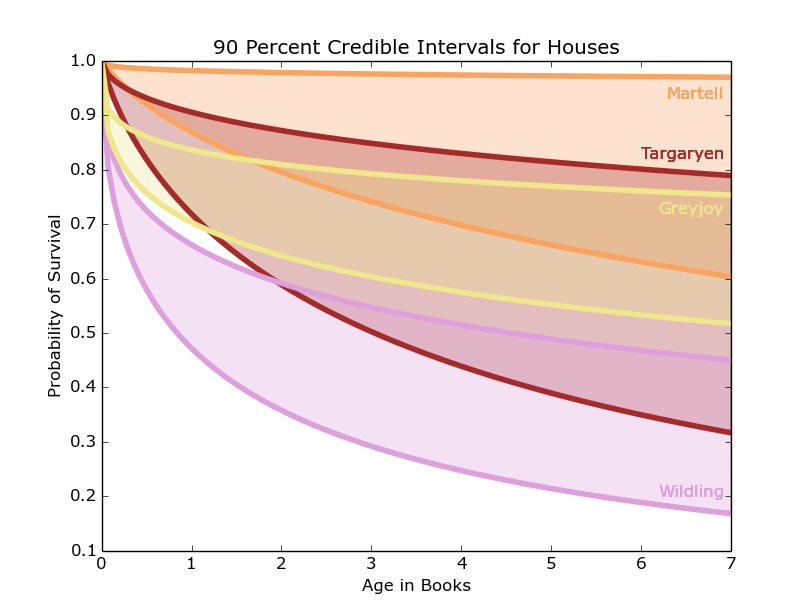 90 Percent Credible Intervals for Houses
1.0
0.9
0.8
0.7
0.6
0.5
0.4
0.3
0.2
0.1
Probability of Survival
Martell
Targaryen
Greyjoy
Wildling
0 1 2 3 4 5 6 7
Age in Books